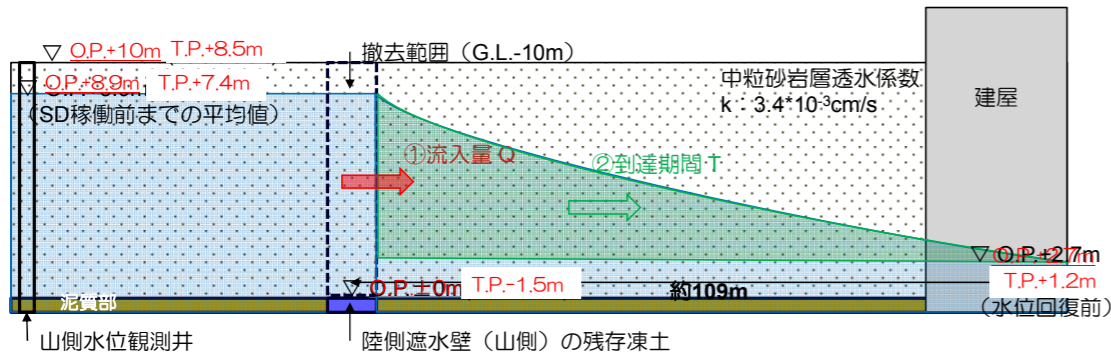 ▽ O.P.+10m T.P.+8.5m
撤去範囲（G.L.-10m）
▽ O.P.+8.9m T.P.+7.4m
（SD稼働前までの平均値）
中粒砂岩層透水係数
k：3.4*10-3cm/s
建屋
①流入量Q
②到達期間T
▽ O.P.+2.7m
T.P.+1.2m
（水位回復前）
▽ O.P.±0m T.P.-1.5m
約109m
泥質部
山側水位観測井
陸側遮水壁（山側）の残存凍土